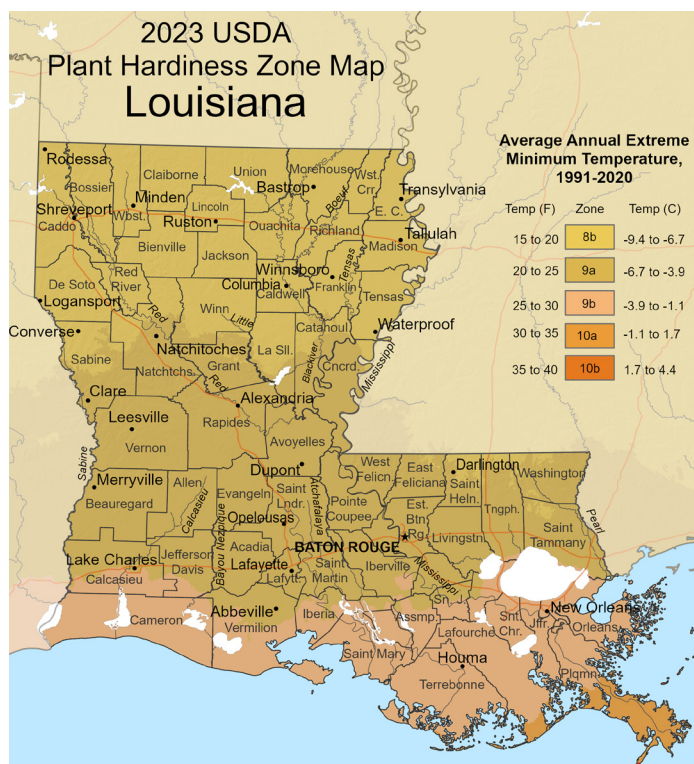 2023 USDA
Plant Hardiness Zone Map
Louisiana
Average Annual Extreme
Minimum Temperature,
1991-2020
Temp (F) Zone Temp (C)
15 to 20 8b -9.4 to -6.7
20 to 25 9a -6.7 to -3.9
25 to 30 9b -3.9 to -1.1
30 to 35 10a -1.1 to 1.7
35 to 40 10b 1.7 to 4.4
Rodessa
Bossier
Claiborne
Union
Morehouse
Wst.
Crr.
Bastrop
Transylvania
Minden
Wbst.
Lincoln
Boeuf
E. C.
Shreveport
Caddo
Ruston
Ouachita
Richland
Tallulah
Madison
Bienville
Jackson
Winnsboro
Tensas
De Soto
Red
River
Columbia
Caldwell
Franklin
Tensas
Logansport
Winn
Red
Little
Catahoul
Waterproof
Converse
Natchitoches
La Sll.
Sabine
Natchtchs
Grant
Blackiver
Cncrd.
Mississippi
Red
Clare
Alexandria
Leesville
Rapides
Vernon
Avoyelles
Sabine
Dupont
West
Felicn.
East
Feliciana
Darlington
Saint
Heln.
Washington
Merryville
Beauregard
Allen
Calcasieu
Evangeln
Saint
Lndr.
Atchafalaya
Pointe
Coupee
Est.
Btn
Rg.
Tngph.
Pearl
Opelousas
Bayou Nezpique
BATON ROUGE
Livingstn
Saint
Tammany
Lake Charles
Calcasieu
Jefferson
Davis
Acadia
Lafayette
Lafytt
Saint
Martin
Iberville
Mississippi
Abbeville
Cameron
Vermilion
Iberia
Assmp.
Sn.
Snt.
Chr.
Jffr.
New Orleans
Orleans
Lafourche
Saint Mary
Houma
Terrebonne
Plqmn.